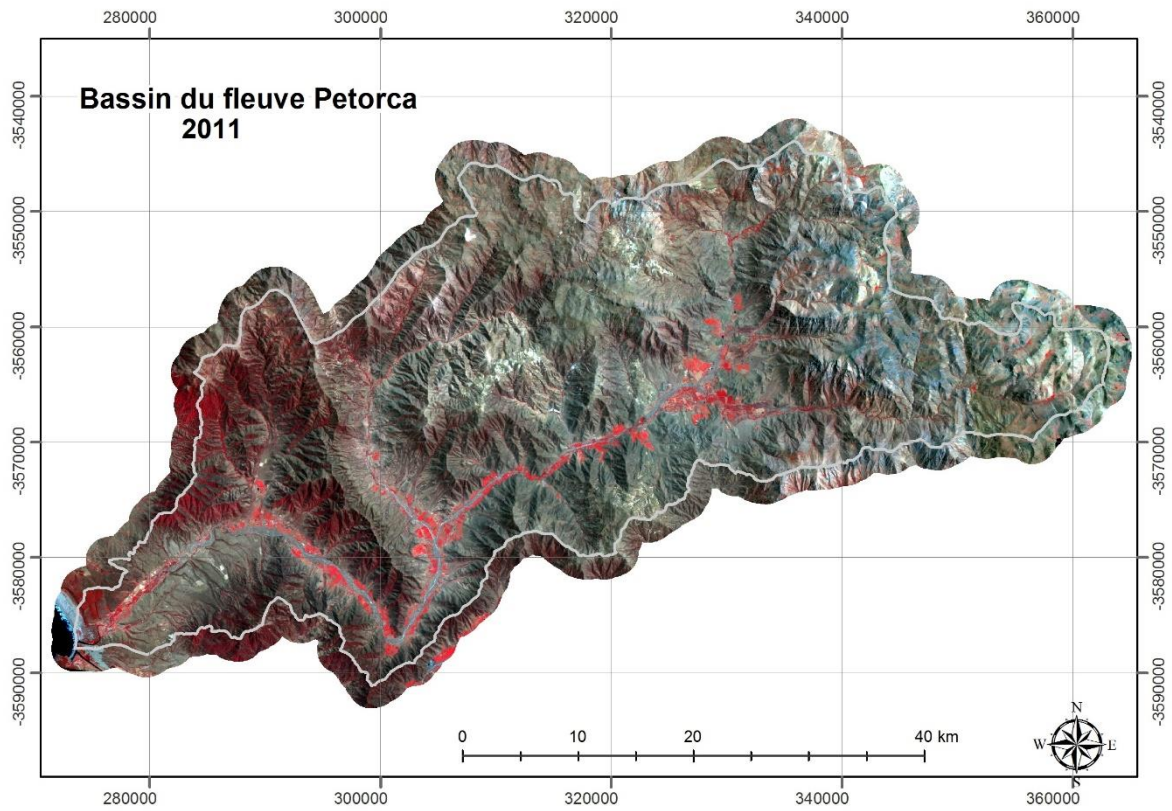 280000 300000 320000 340000 360000
Bassin du fleuve Petorca
2011
-3540000 -3540000
-3550000 -3550000
-3560000 -3560000
-3570000 -3570000
-3580000 -3580000
-3590000 -3590000
0 10 20 40 km
N
W E
S
280000 300000 320000 340000 360000